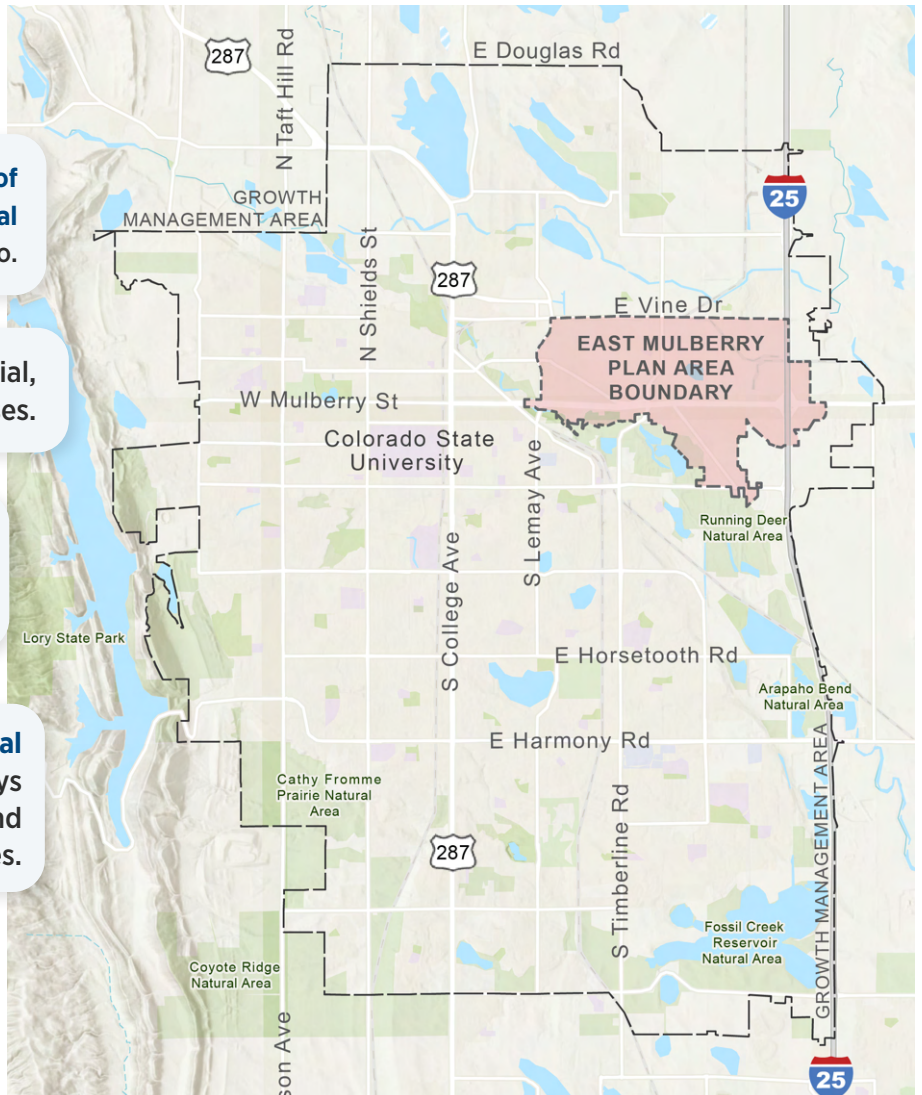 287
N Taft Hill Rd
E Douglas Rd
of
al
o.
GROWTH
MANAGEMENT AREA
25
N Shields St
287
E Vine Dr
ial,
es.
EAST MULBERRY
PLAN AREA
BOUNDARY
W Mulberry St
Colorado State
University
S Lemay Ave
Running Deer
Natural Area
S College Ave
Lory State Park
E Horsetooth Rd
Arapaho Bend
Natural Area
al
ys
nd
es.
E Harmony Rd
Cathy Fromme
Prairie Natural
Area
S Timberline Rd
GROWTH MANAGEMENT AREA
287
Fossil Creek
Reservoir
Natural Area
Coyote Ridge
Natural Area
son Ave
25